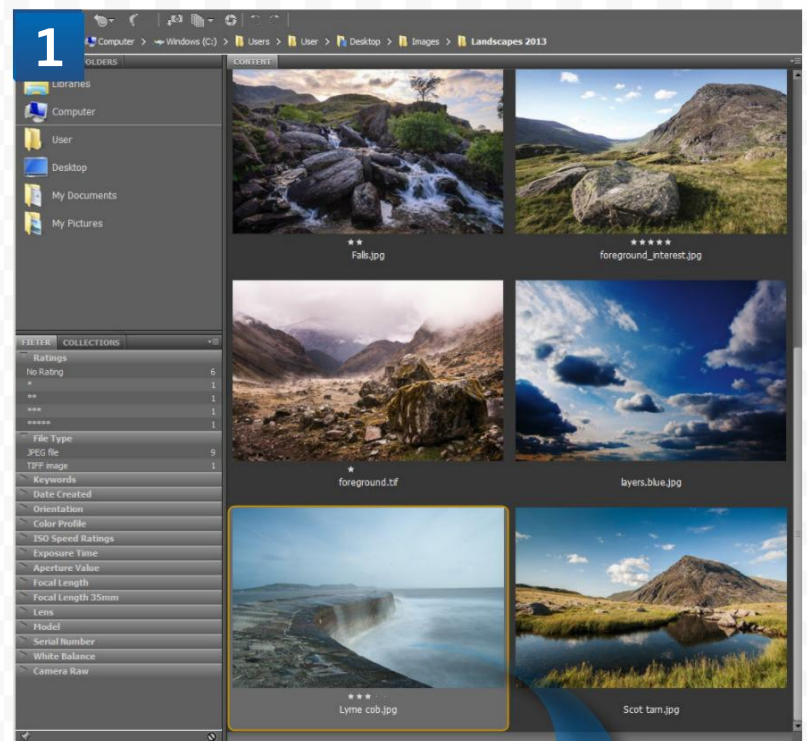 1
Computer > Windows (C:) > Users > User > Desktop > Images > Landscapes 2013
OLDERS
CONTENT
Libraries
Computer
User
Desktop
My Documents
My Pictures
★★
Falls.jpg
★★★★★
foreground_interest.jpg
FILTER COLLECTIONS
Ratings
No Rating 6
* 1
** 1
*** 1
***** 1
File Type
JPEG file 9
TIFF image 1
Keywords
Date Created
Orientation
Color Profile
ISO Speed Ratings
Exposure Time
Aperture Value
Focal Length
Focal Length 35mm
Lens
Model
Serial Number
White Balance
Camera Raw
★
foreground.tif
layers.blue.jpg
★★★
Lyme cob.jpg
Scot tarn.jpg